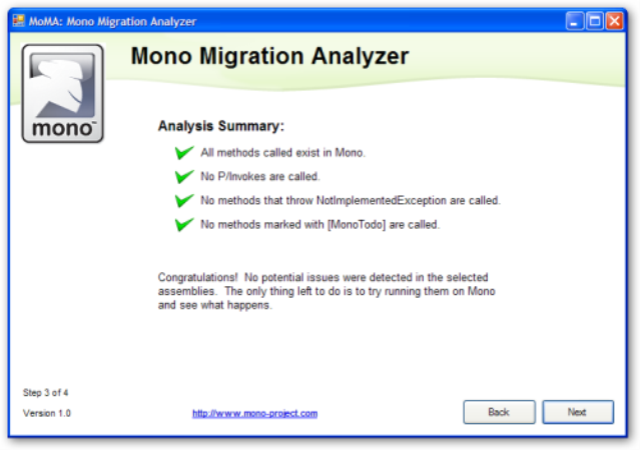 MoMA: Mono Migration Analyzer
Mono Migration Analyzer
mono™
Analysis Summary:
All methods called exist in Mono.
No P/Invokes are called.
No methods that throw NotImplementedException are called.
No methods marked with [MonoTodo] are called.
Congratulations! No potential issues were detected in the selected
assemblies. The only thing left to do is to try running them on Mono
and see what happens.
Step 3 of 4
Version 1.0
http://www.mono-project.com
Back
Next